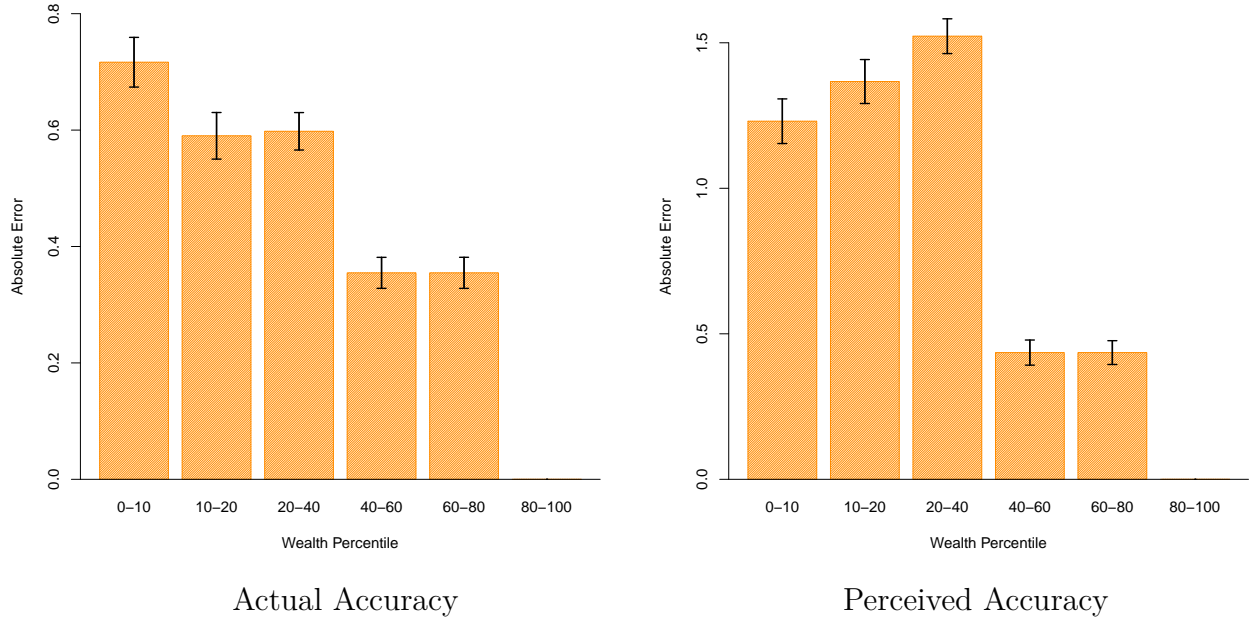 0.8
0.6
0.4
0.2
0.0
Absolute Error
0–10 10–20 20–40 40–60 60–80 80–100
Wealth Percentile
Actual Accuracy
1.5
1.0
0.5
0.0
Absolute Error
0–10 10–20 20–40 40–60 60–80 80–100
Wealth Percentile
Perceived Accuracy